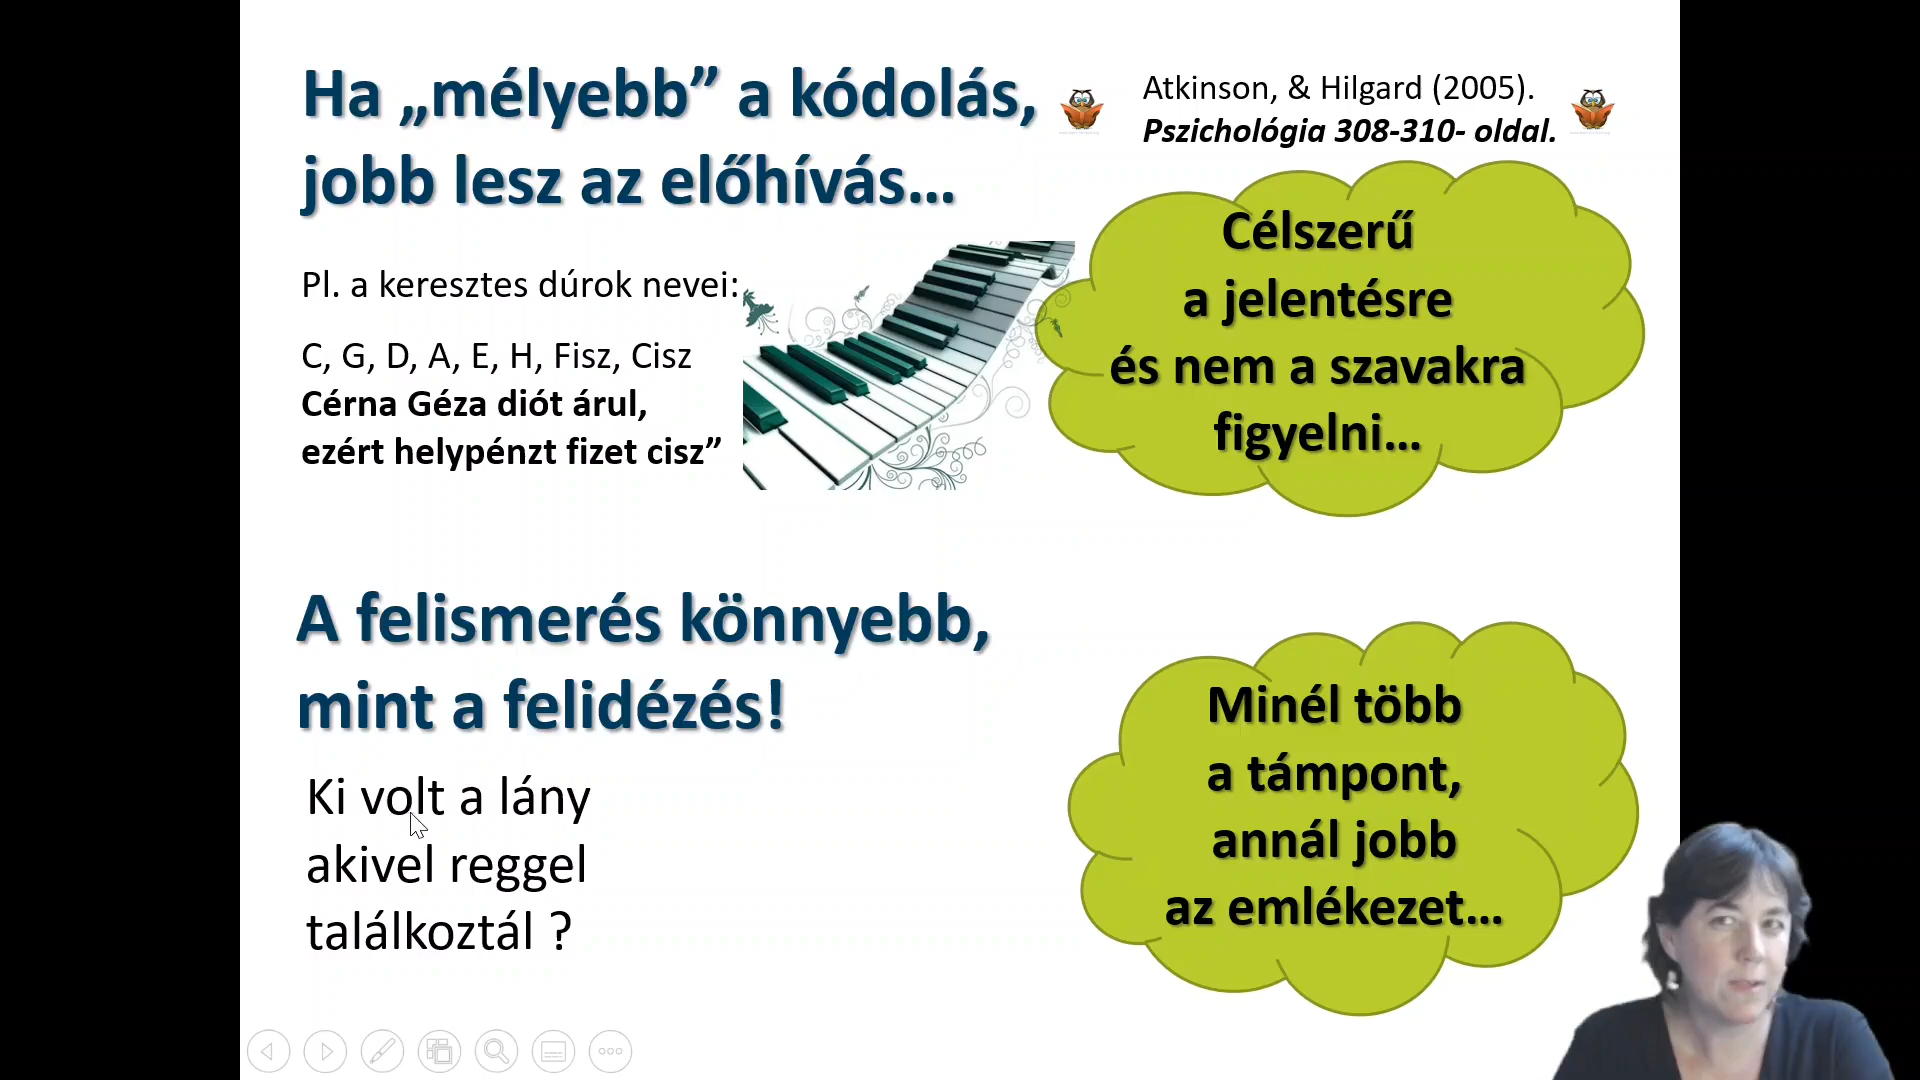 Ha „mélyebb” a kódolás,
jobb lesz az előhívás...
Atkinson, & Hilgard (2005).
Pszichológia 308-310- oldal.
Pl. a keresztes dúrok nevei:
C, G, D, A, E, H, Fisz, Cisz
Cérna Géza diót árul,
ezért helypénzt fizet cisz”
Célszerű
a jelentésre
és nem a szavakra
figyelni...
A felismerés könnyebb,
mint a felidézés!
Ki volt a lány
akivel reggel
találkoztál ?
Minél több
a támpont,
annál jobb
az emlékezet...